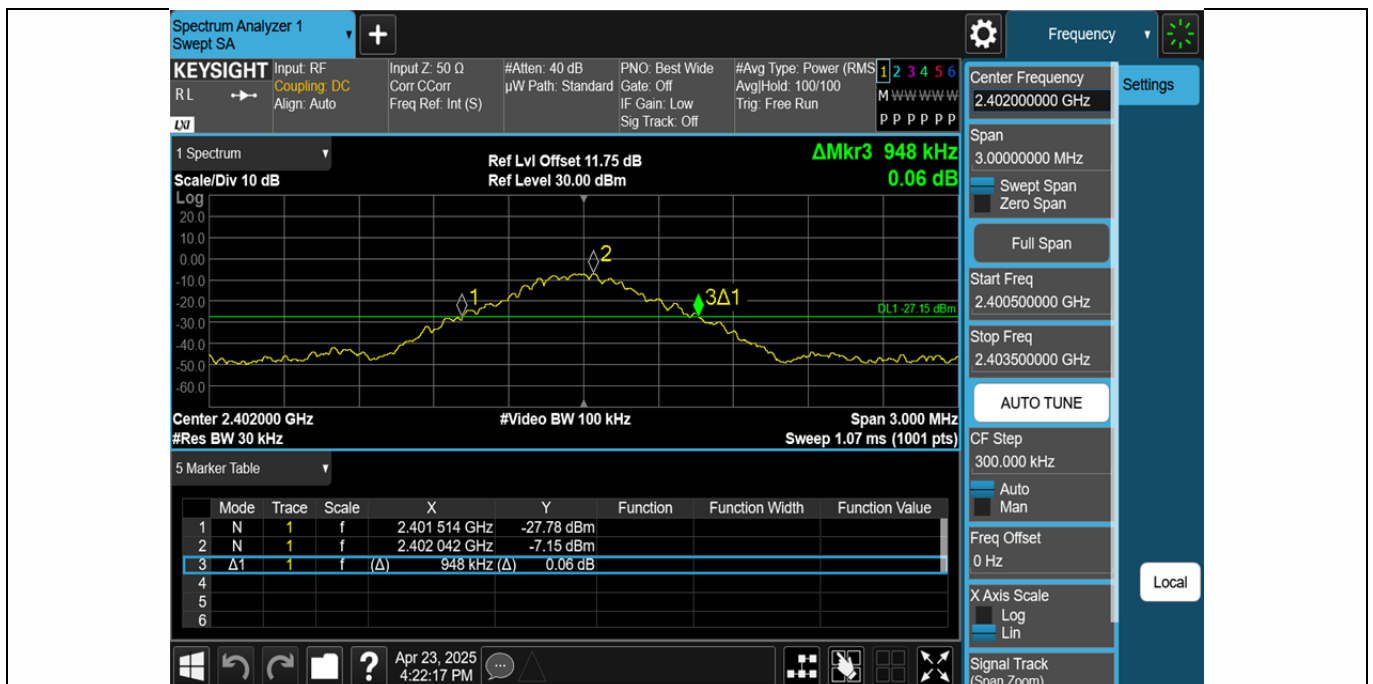 Spectrum Analyzer 1
Swept SA
Frequency
KEYSIGHT
RL
LXI
Input: RF
Coupling: DC
Align: Auto
Input Z: 50 Ω
Corr CCorr
Freq Ref: Int (S)
#Atten: 40 dB
µW Path: Standard
PNO: Best Wide
Gate: Off
IF Gain: Low
Sig Track: Off
#Avg Type: Power (RMS
Avg|Hold: 100/100
Trig: Free Run
1 2 3 4 5 6
M W W W W W
P P P P P P
1 Spectrum
Scale/Div 10 dB
Ref Lvl Offset 11.75 dB
Ref Level 30.00 dBm
ΔMkr3 948 kHz
0.06 dB
Log
20.0
10.0
0.00
-10.0
-20.0
-30.0
-40.0
-50.0
-60.0
1
2
3Δ1
DL1 -27.15 dBm
Center 2.402000 GHz
#Video BW 100 kHz
Span 3.000 MHz
#Res BW 30 kHz
Sweep 1.07 ms (1001 pts)
5 Marker Table
Mode Trace Scale X Y Function Function Width Function Value
1 N 1 f 2.401 514 GHz -27.78 dBm
2 N 1 f 2.402 042 GHz -7.15 dBm
3 Δ1 1 f (Δ) 948 kHz (Δ) 0.06 dB
4
5
6
Apr 23, 2025
4:22:17 PM
Center Frequency
2.402000000 GHz
Span
3.00000000 MHz
Swept Span
Zero Span
Full Span
Start Freq
2.400500000 GHz
Stop Freq
2.403500000 GHz
AUTO TUNE
CF Step
300.000 kHz
Auto
Man
Freq Offset
0 Hz
X Axis Scale
Log
Lin
Signal Track
(Span Zoom)
Settings
Local